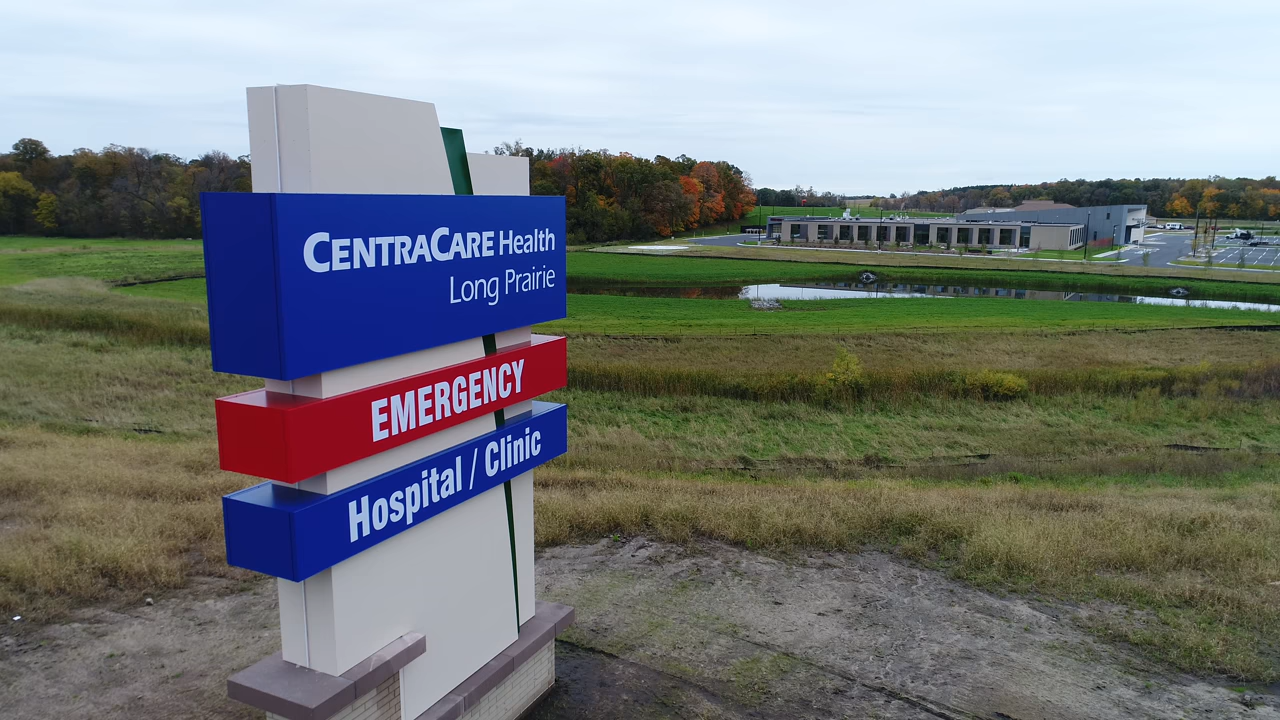 CENTRACARE Health
Long Prairie
EMERGENCY
Hospital / Clinic